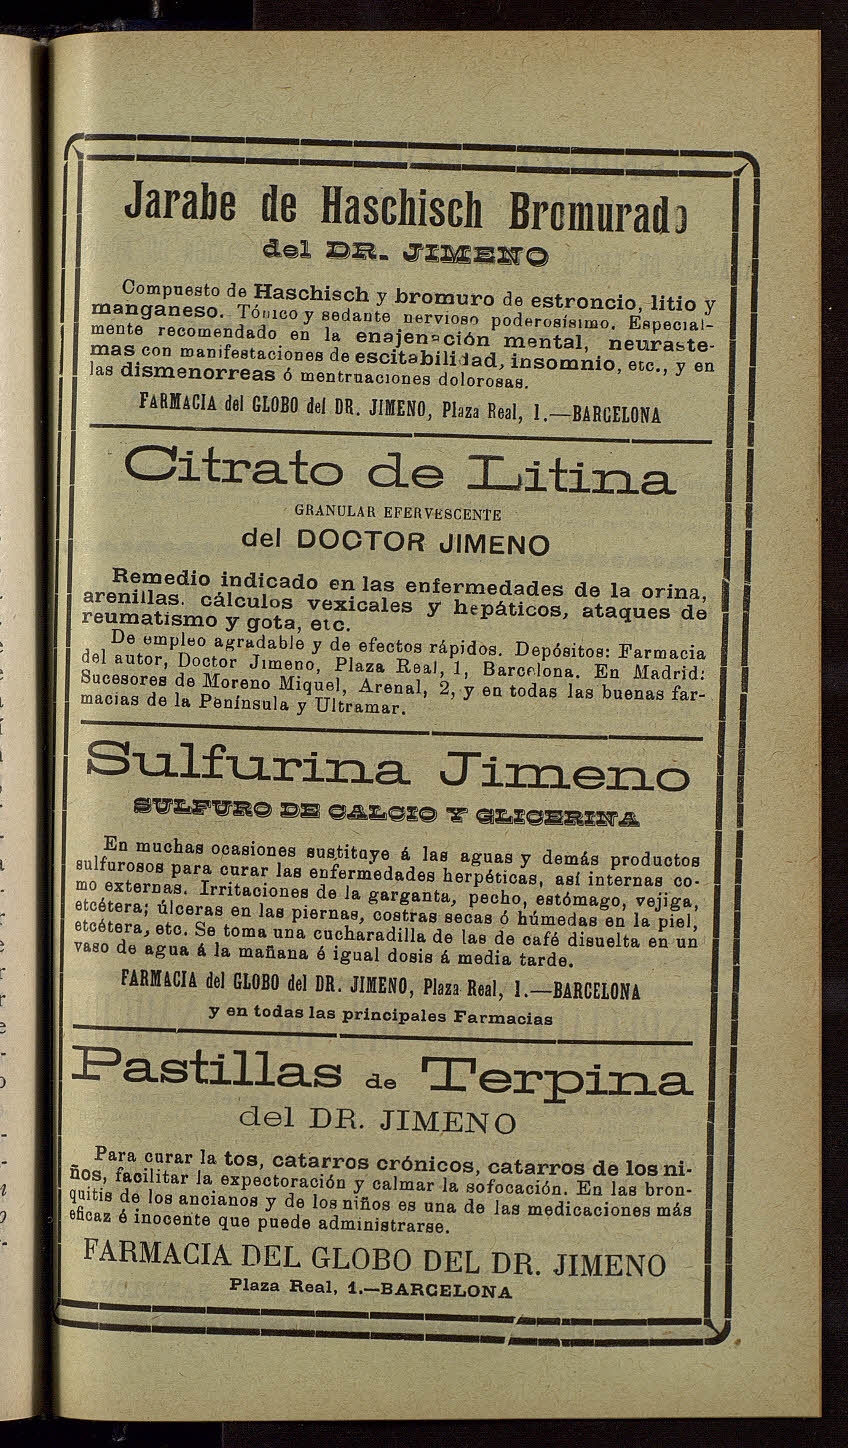 Jarabe de Haschisch Bromurado
del DR. JIMENO
Compuesto de Haschisch y bromuro de estroncio, litio y
manganeso. Tónico y sedante nervioso poderosísimo. Especial-
mente recomendado en la enajenación mental, neuraste-
mas con manifestaciones de escitabilidad, insomnio, etc., y en
las dismenorreas ó mentruaciones dolorosas.
FARMACIA del GLOBO del DR. JIMENO, Plaza Real, 1.—BARCELONA
Citrato de Litina
GRANULAR EFERVESCENTE
del DOCTOR JIMENO
Remedio indicado en las enfermedades de la orina,
arenillas. cálculos vexicales y hepáticos, ataques de
reumatismo y gota, etc.
De empleo agradable y de efectos rápidos. Depósitos: Farmacia
del autor, Doctor Jimeno, Plaza Real, 1, Barcelona. En Madrid:
Sucesores de Moreno Miquel, Arenal, 2, y en todas las buenas far-
macias de la Península y Ultramar.
Sulfurina Jimeno
SULFURO DE CALCIO Y GLICERINA
En muchas ocasiones sustituye á las aguas y demás productos
sulfurosos para curar las enfermedades herpéticas, así internas co-
mo externas. Irritaciones de la garganta, pecho, estómago, vejiga,
etcétera; úlceras en las piernas, costras secas ó húmedas en la piel,
etcétera, etc. Se toma una cucharadilla de las de café disuelta en un
vaso de agua á la mañana é igual dosis á media tarde.
FARMACIA del GLOBO del DR. JIMENO, Plaza Real, 1.—BARCELONA
y en todas las principales Farmacias
Pastillas de Terpina
del DR. JIMENO
Para curar la tos, catarros crónicos, catarros de los ni-
ños, facilitar la expectoración y calmar la sofocación. En las bron-
quitis de los ancianos y de los niños es una de las medicaciones más
eficaz é inocente que puede administrarse.
FARMACIA DEL GLOBO DEL DR. JIMENO
Plaza Real, 1.—BARCELONA